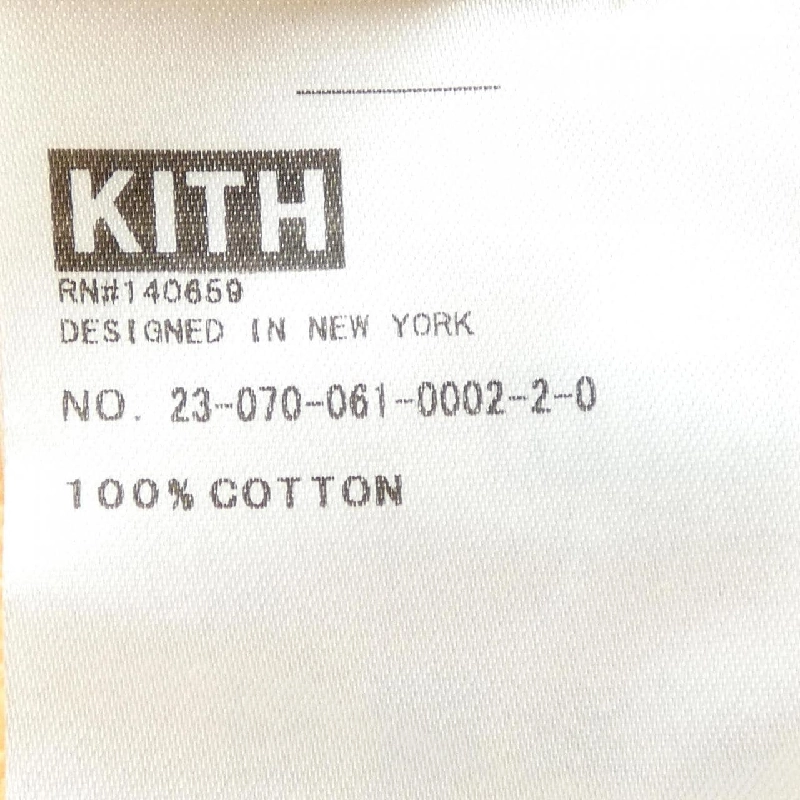 KITH
RN#140659
DESIGNED IN NEW YORK
NO. 23-070-061-0002-2-0
100% COTTON